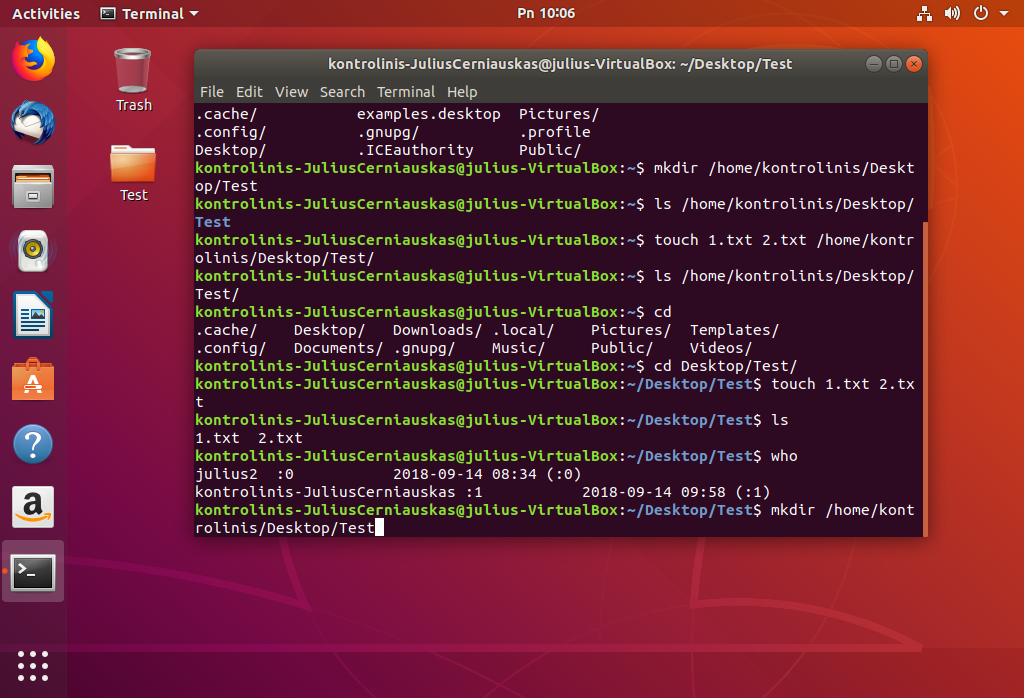 Activities Terminal Pn 10:06
Trash
Test
kontrolinis-JuliusCerniauskas@julius-VirtualBox: ~/Desktop/Test
File Edit View Search Terminal Help
.cache/ examples.desktop Pictures/
.config/ .gnupg/ .profile
Desktop/ .ICEauthority Public/
kontrolinis-JuliusCerniauskas@julius-VirtualBox:~$ mkdir /home/kontrolinis/Deskt
op/Test
kontrolinis-JuliusCerniauskas@julius-VirtualBox:~$ ls /home/kontrolinis/Desktop/
Test
kontrolinis-JuliusCerniauskas@julius-VirtualBox:~$ touch 1.txt 2.txt /home/kontr
olinis/Desktop/Test/
kontrolinis-JuliusCerniauskas@julius-VirtualBox:~$ ls /home/kontrolinis/Desktop/
Test/
kontrolinis-JuliusCerniauskas@julius-VirtualBox:~$ cd
.cache/ Desktop/ Downloads/ .local/ Pictures/ Templates/
.config/ Documents/ .gnupg/ Music/ Public/ Videos/
kontrolinis-JuliusCerniauskas@julius-VirtualBox:~$ cd Desktop/Test/
kontrolinis-JuliusCerniauskas@julius-VirtualBox:~/Desktop/Test$ touch 1.txt 2.tx
t
kontrolinis-JuliusCerniauskas@julius-VirtualBox:~/Desktop/Test$ ls
1.txt 2.txt
kontrolinis-JuliusCerniauskas@julius-VirtualBox:~/Desktop/Test$ who
julius2 :0 2018-09-14 08:34 (:0)
kontrolinis-JuliusCerniauskas :1 2018-09-14 09:58 (:1)
kontrolinis-JuliusCerniauskas@julius-VirtualBox:~/Desktop/Test$ mkdir /home/kont
rolinis/Desktop/Test